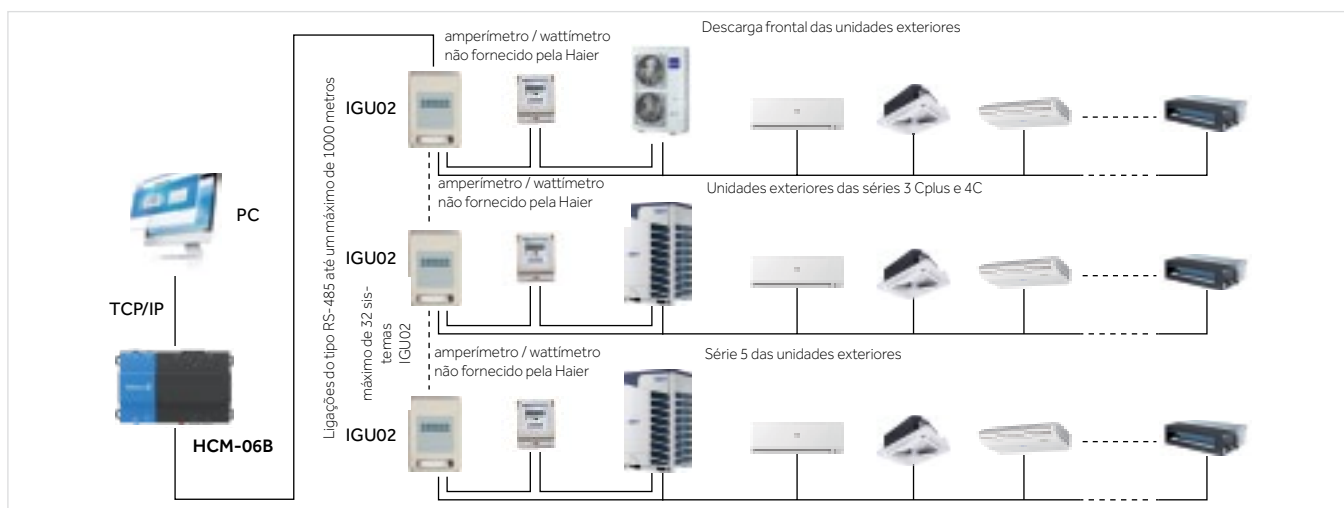 amperímetro / wattímetro
não fornecido pela Haier
Descarga frontal das unidades exteriores
IGU02
Ligações do tipo RS-485 até um máximo de 1000 metros
máximo de 32 sis-
temas
IGU02
amperímetro / wattímetro
não fornecido pela Haier
Unidades exteriores das séries 3 Cplus e 4C
PC
IGU02
TCP/IP
amperímetro / wattímetro
não fornecido pela Haier
Série 5 das unidades exteriores
IGU02
HCM-06B